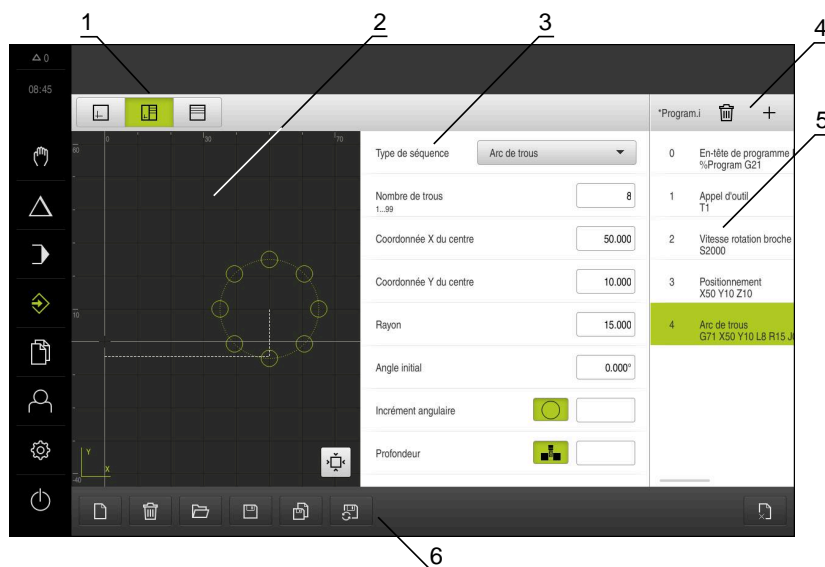 1
2
3
4
5
6
0
08:45
*Program.i
0
30
70
80
10
-40
Y
X
Type de séquence
Arc de trous
Nombre de trous
1...99
8
Coordonnée X du centre
50.000
Coordonnée Y du centre
10.000
Rayon
15.000
Angle initial
0.000°
Incrément angulaire
Profondeur
0
En-tête de programme
%Program G21
1
Appel d'outil
T1
2
Vitesse rotation broche
S2000
3
Positionnement
X50 Y10 Z10
4
Arc de trous
G71 X50 Y10 L8 R15